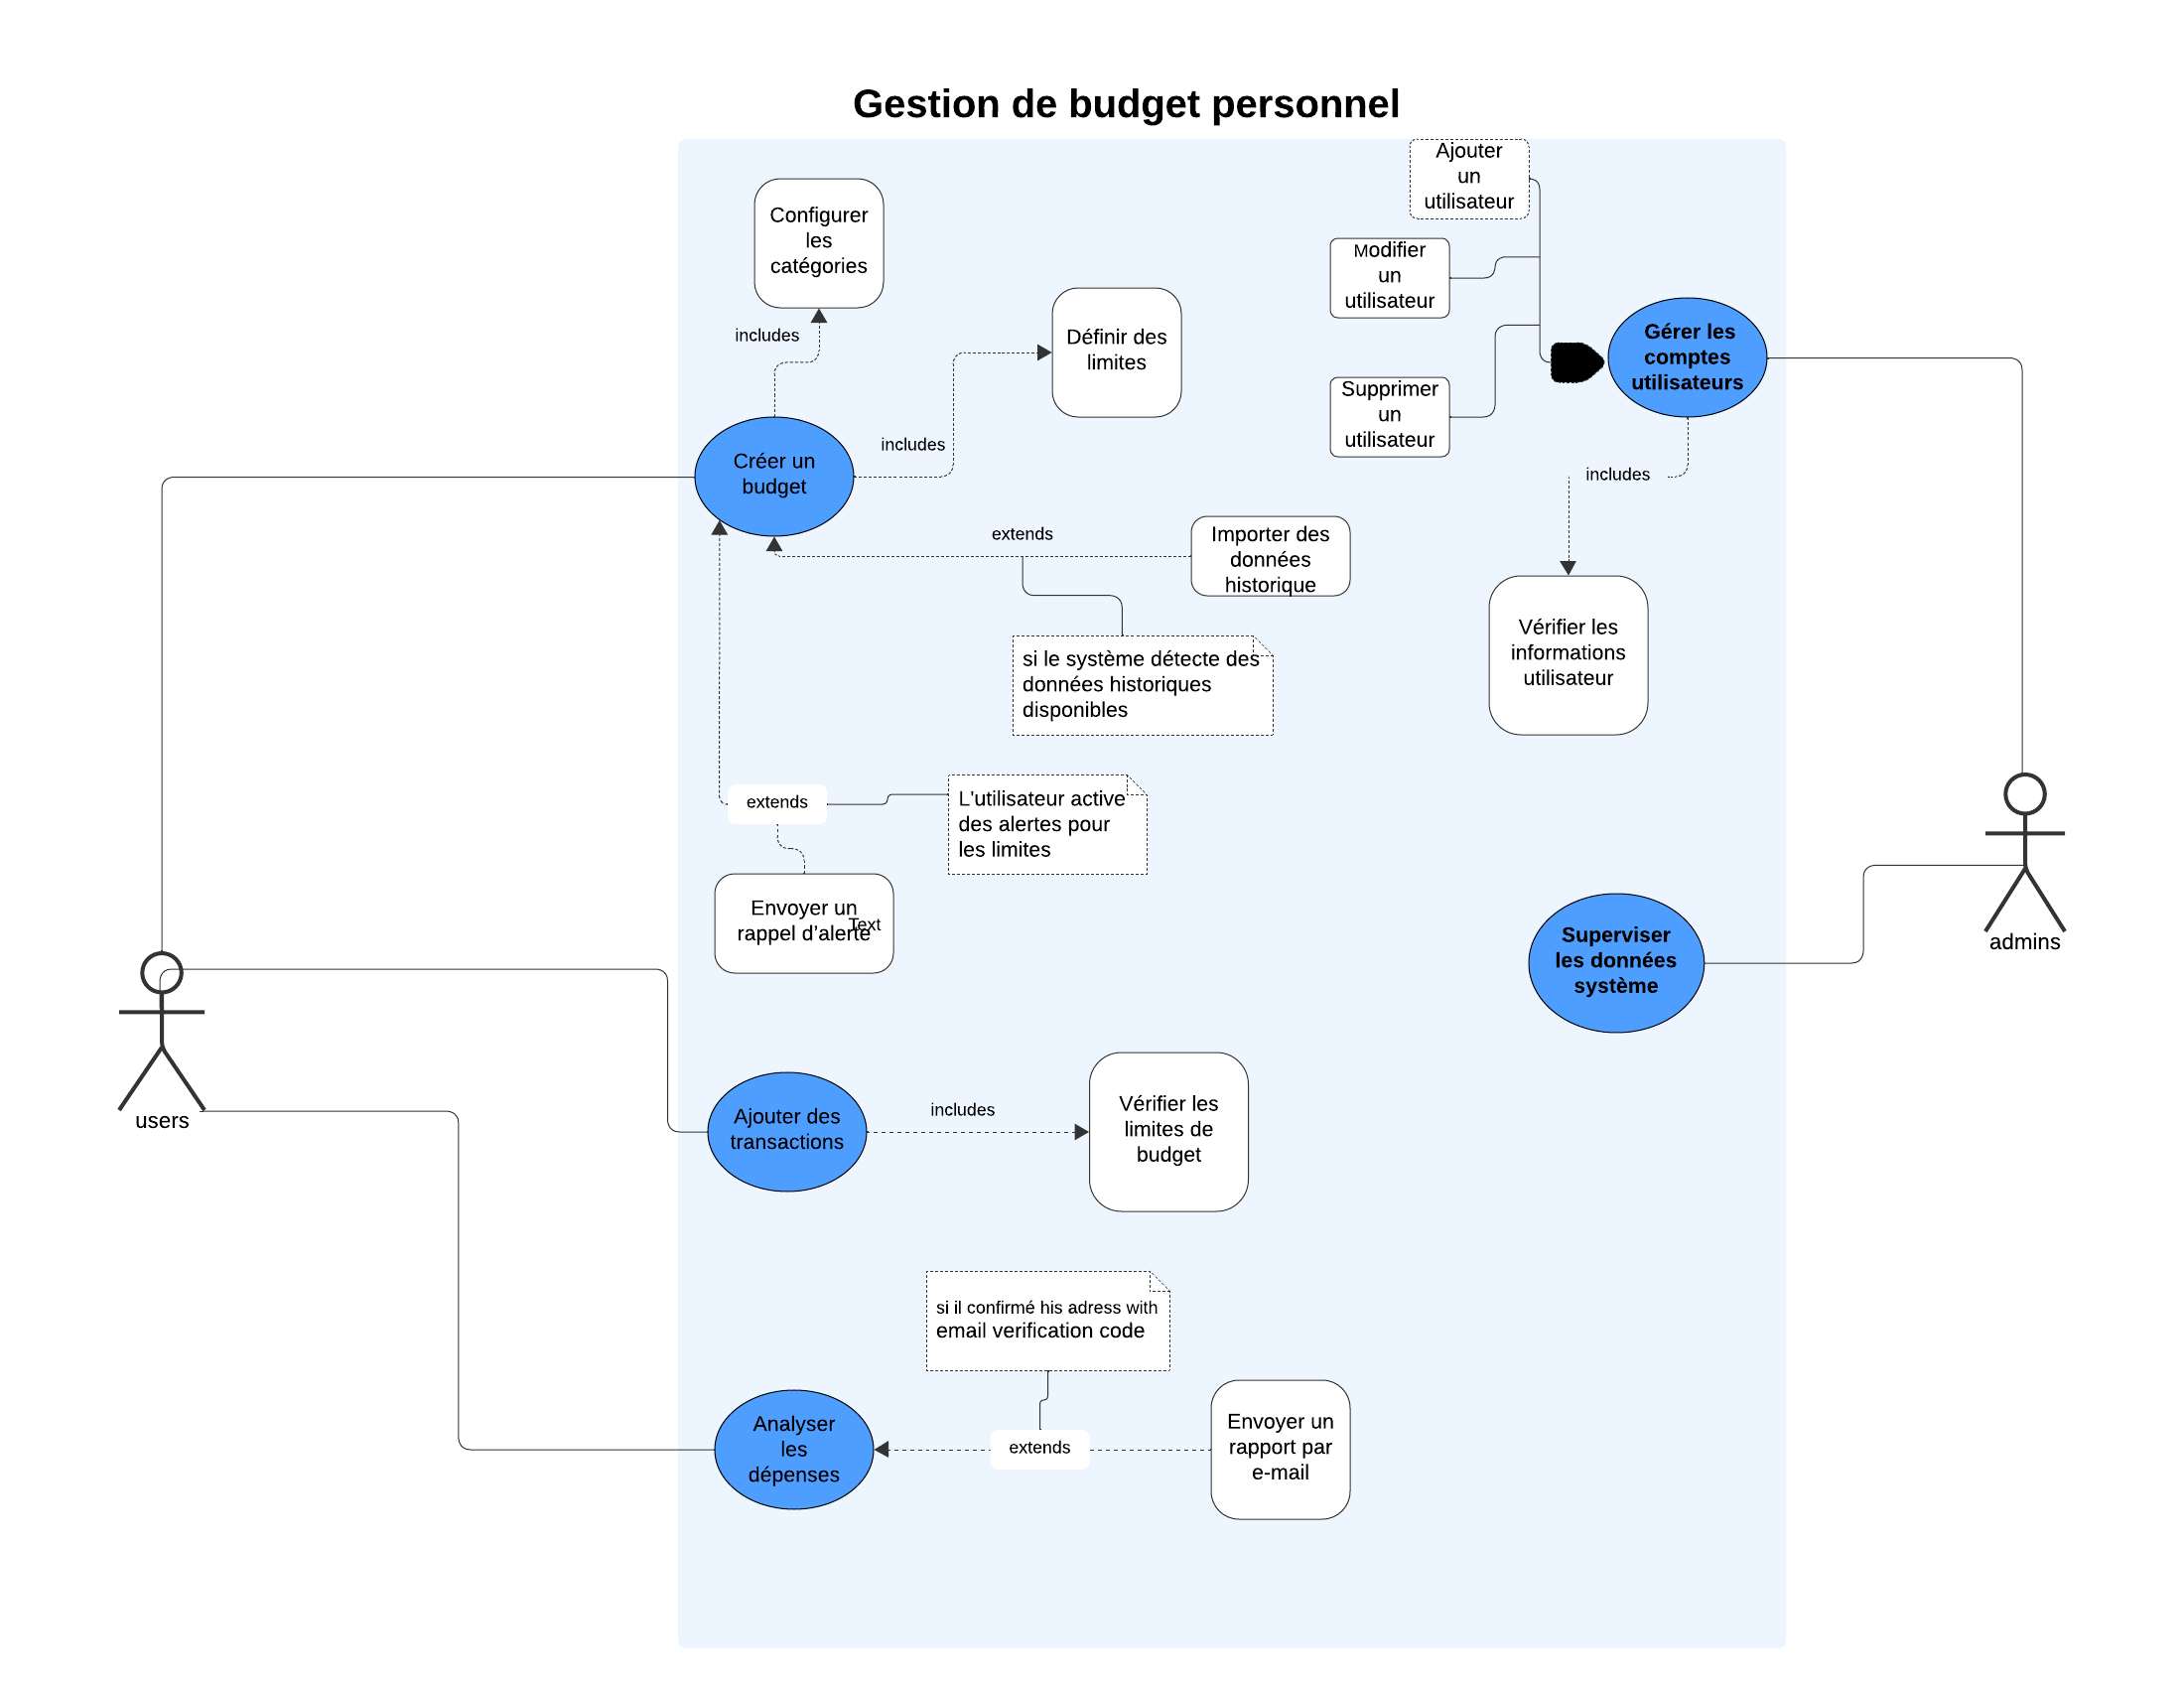 Gestion de budget personnel
Ajouter
un
utilisateur
Configurer
les
catégories
Modifier
un
utilisateur
includes
Définir des
limites
Gérer les
comptes
utilisateurs
Supprimer
un
utilisateur
includes
Créer un
budget
includes
extends
Importer des
données
historique
si le système détecte des
données historiques
disponibles
Vérifier les
informations
utilisateur
extends
L'utilisateur active
des alertes pour
les limites
Envoyer un
rappel d'alerte
Text
Superviser
les données
système
admins
users
Ajouter des
transactions
includes
Vérifier les
limites de
budget
si il confirmé his adress with
email verification code
Analyser
les
dépenses
extends
Envoyer un
rapport par
e-mail